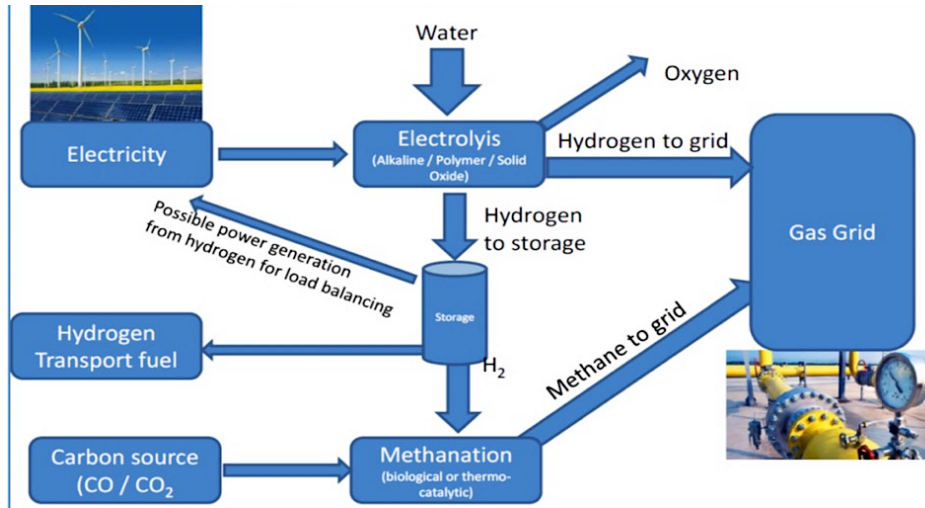 Water
Oxygen
Electricity
Electrolyis
(Alkaline / Polymer / Solid
Oxide)
Hydrogen to grid
Gas Grid
Hydrogen
to storage
Possible power generation
from hydrogen for load balancing
Storage
Hydrogen
Transport fuel
H₂
Methane to grid
Carbon source
(CO / CO₂
Methanation
(biological or thermo-
catalytic)